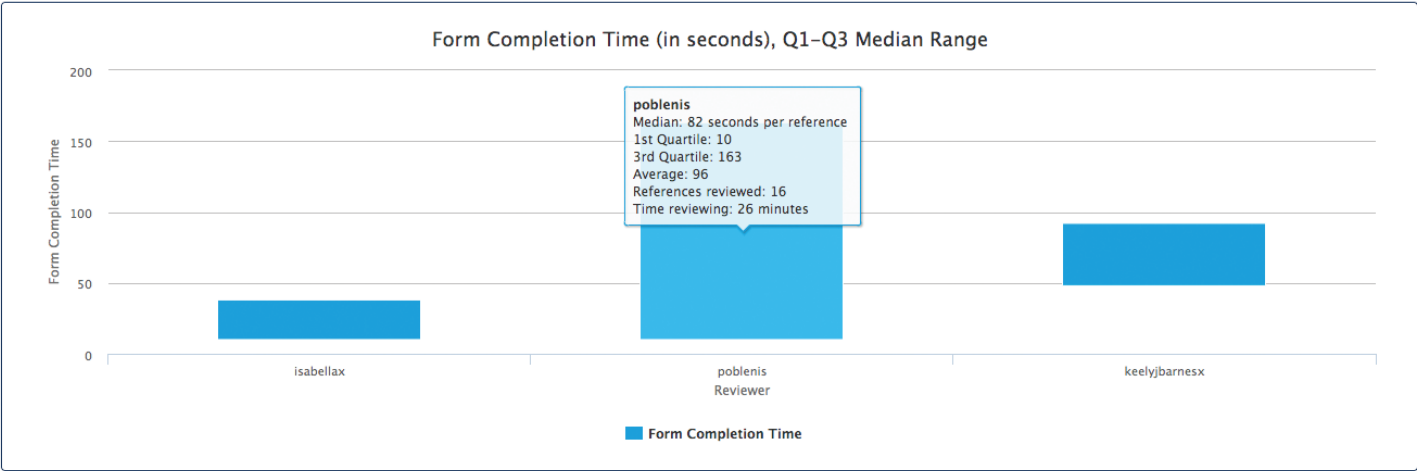 Form Completion Time (in seconds), Q1-Q3 Median Range
200
150
100
50
0
Form Completion Time
poblenis
Median: 82 seconds per reference
1st Quartile: 10
3rd Quartile: 163
Average: 96
References reviewed: 16
Time reviewing: 26 minutes
isabellax
poblenis
keelyjbarnesx
Reviewer
Form Completion Time